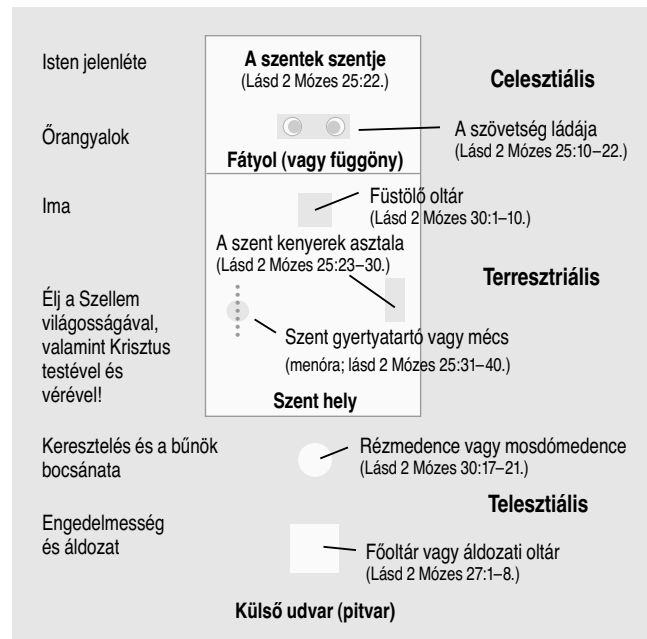 Isten jelenléte
A szentek szentje
(Lásd 2 Mózes 25:22.)
Celesztiális
Őrangyalok
A szövetség ládája
(Lásd 2 Mózes 25:10–22.)
Fátyol (vagy függöny)
Ima
Füstölő oltár
(Lásd 2 Mózes 30:1–10.)
A szent kenyerek asztala
(Lásd 2 Mózes 25:23–30.)
Terresztriális
Élj a Szellem
világosságával,
valamint Krisztus
testével és
vérével!
Szent gyertyatartó vagy mécs
(menóra; lásd 2 Mózes 25:31–40.)
Szent hely
Keresztelés és a bűnök
bocsánata
Rézmedence vagy mosdómedence
(Lásd 2 Mózes 30:17–21.)
Telesztiális
Engedelmesség
és áldozat
Főoltár vagy áldozati oltár
(Lásd 2 Mózes 27:1–8.)
Külső udvar (pitvar)